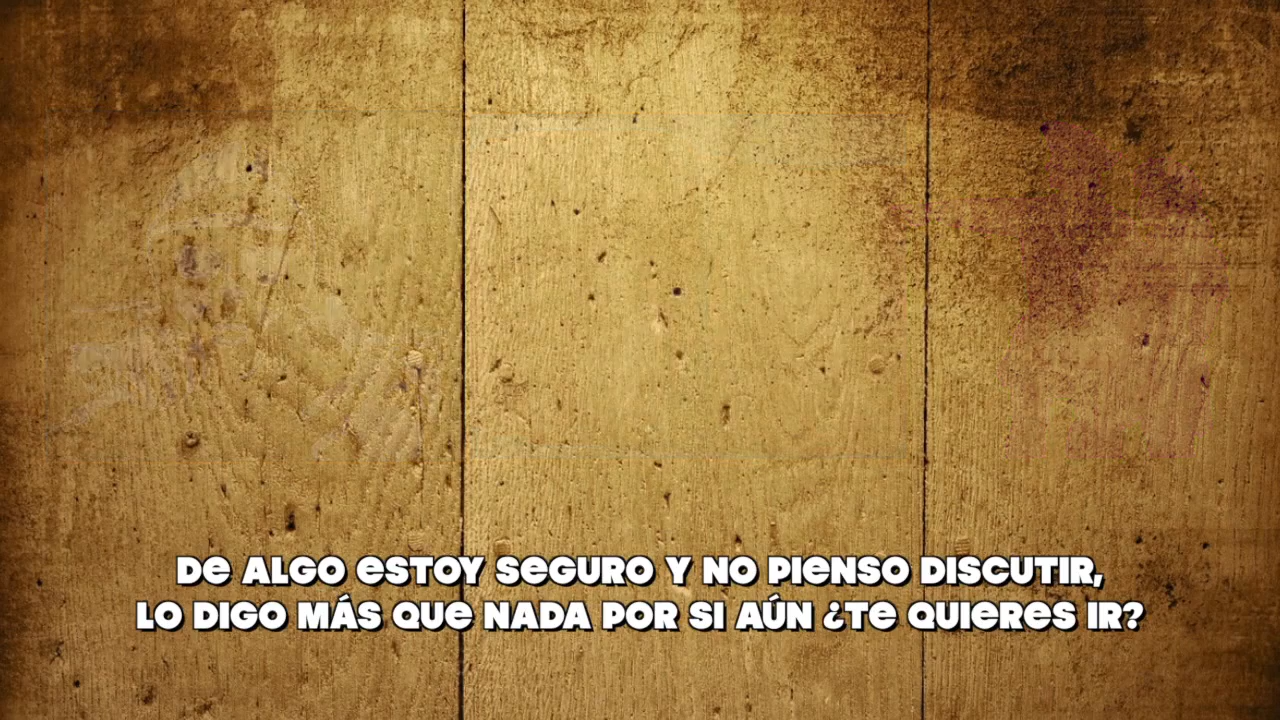 De algo estoy seguro y no pienso discutir,
lo digo más que nada por si aún ¿te quieres ir?